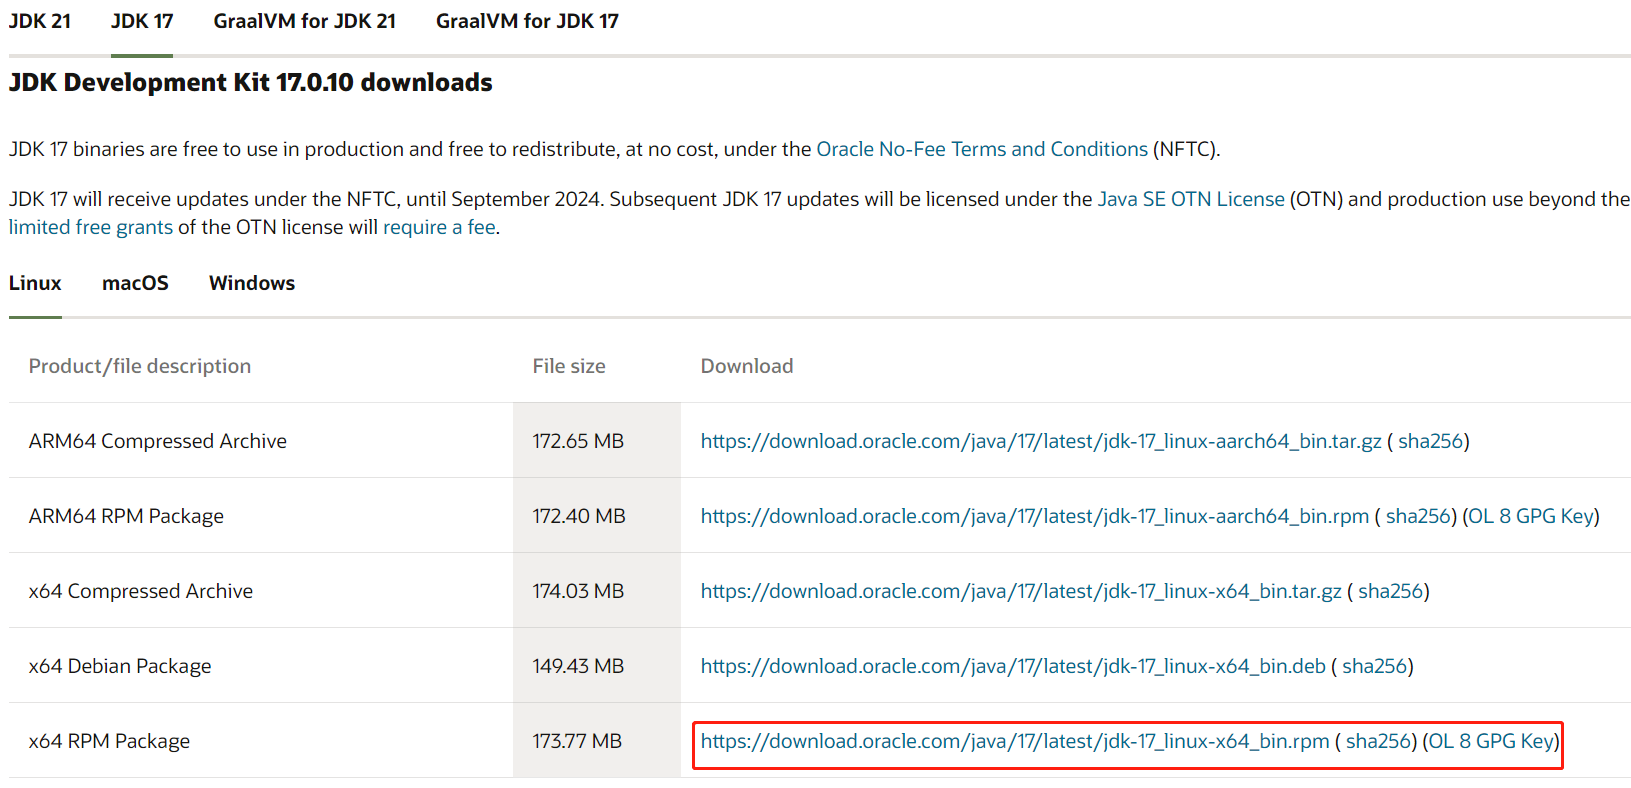 JDK 21 JDK 17 GraalVM for JDK 21 GraalVM for JDK 17
JDK Development Kit 17.0.10 downloads
JDK 17 binaries are free to use in production and free to redistribute, at no cost, under the Oracle No-Fee Terms and Conditions (NFTC).
JDK 17 will receive updates under the NFTC, until September 2024. Subsequent JDK 17 updates will be licensed under the Java SE OTN License (OTN) and production use beyond the
limited free grants of the OTN license will require a fee.
Linux macOS Windows
Product/file description File size Download
ARM64 Compressed Archive 172.65 MB https://download.oracle.com/java/17/latest/jdk-17_linux-aarch64_bin.tar.gz ( sha256)
ARM64 RPM Package 172.40 MB https://download.oracle.com/java/17/latest/jdk-17_linux-aarch64_bin.rpm ( sha256) (OL 8 GPG Key)
x64 Compressed Archive 174.03 MB https://download.oracle.com/java/17/latest/jdk-17_linux-x64_bin.tar.gz ( sha256)
x64 Debian Package 149.43 MB https://download.oracle.com/java/17/latest/jdk-17_linux-x64_bin.deb ( sha256)
x64 RPM Package 173.77 MB https://download.oracle.com/java/17/latest/jdk-17_linux-x64_bin.rpm ( sha256) (OL 8 GPG Key)